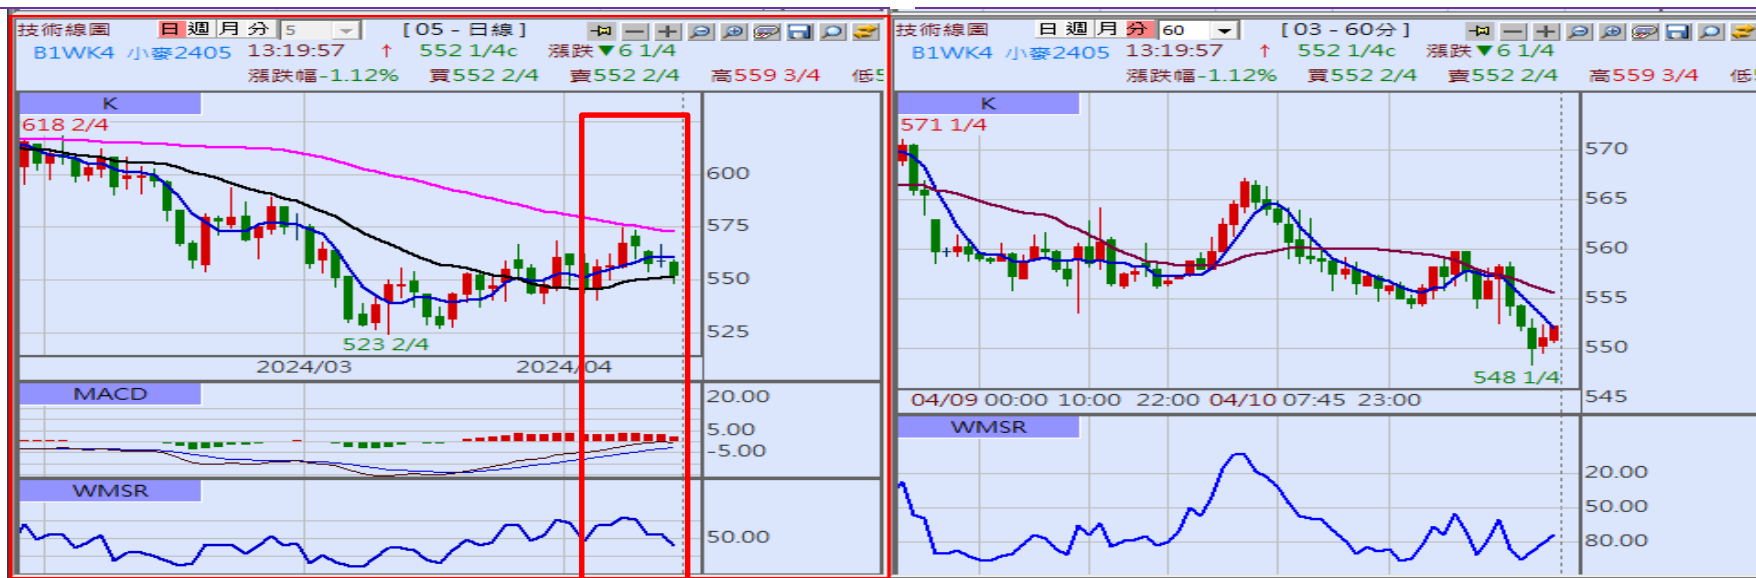 技術線圖 日 週 月 分 5 [ 05 - 日線 ]
B1WK4 小麥2405 13:19:57 ↑ 552 1/4c 漲跌▼6 1/4
漲跌幅-1.12% 買552 2/4 賣552 2/4 高559 3/4 低5
K
618 2/4
600
575
550
525
523 2/4
2024/03 2024/04
MACD
20.00
5.00
-5.00
WMSR
50.00
技術線圖 日 週 月 分 60 [ 03 - 60分 ]
B1WK4 小麥2405 13:19:57 ↑ 552 1/4c 漲跌▼6 1/4
漲跌幅-1.12% 買552 2/4 賣552 2/4 高559 3/4 低
K
571 1/4
570
565
560
555
550
548 1/4
545
04/09 00:00 10:00 22:00 04/10 07:45 23:00
WMSR
20.00
50.00
80.00